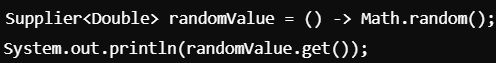 Supplier<Double> randomValue = () -> Math.random();
System.out.println(randomValue.get());